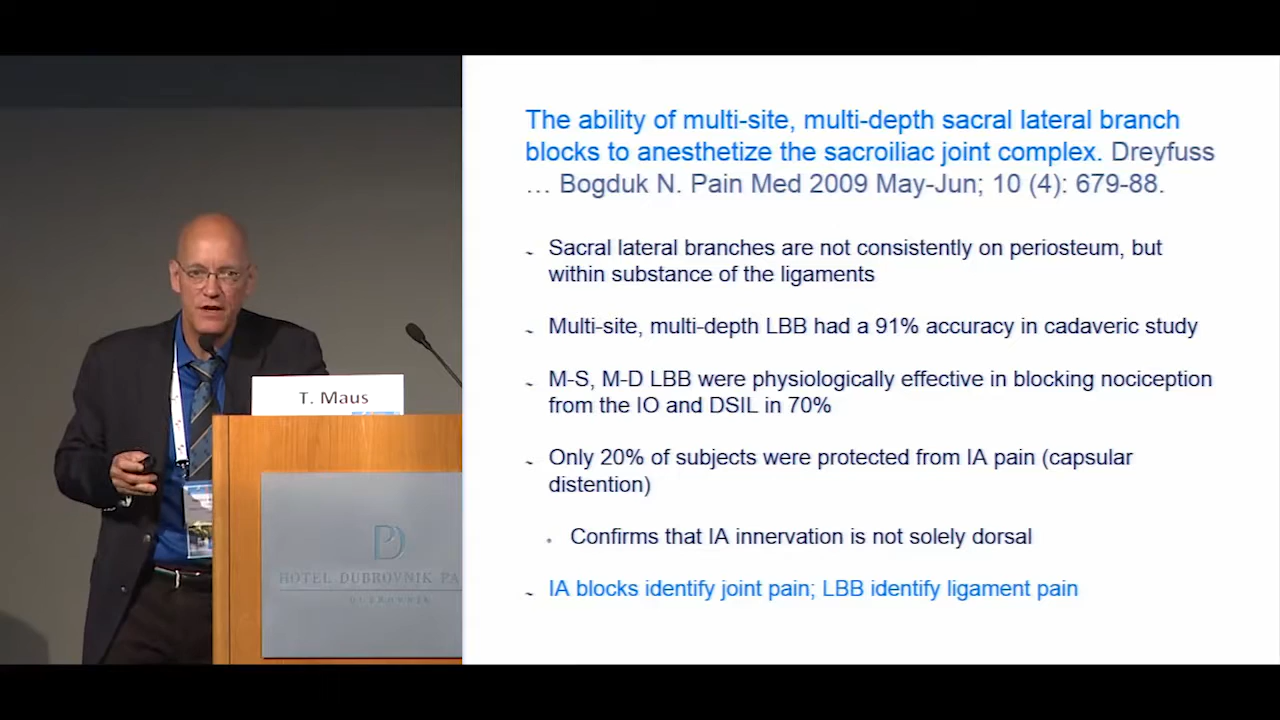 The ability of multi-site, multi-depth sacral lateral branch
blocks to anesthetize the sacroiliac joint complex. Dreyfuss
… Bogduk N. Pain Med 2009 May-Jun; 10 (4): 679-88.
Sacral lateral branches are not consistently on periosteum, but
within substance of the ligaments
Multi-site, multi-depth LBB had a 91% accuracy in cadaveric study
M-S, M-D LBB were physiologically effective in blocking nociception
from the IO and DSIL in 70%
Only 20% of subjects were protected from IA pain (capsular
distention)
Confirms that IA innervation is not solely dorsal
IA blocks identify joint pain; LBB identify ligament pain
T. Maus
HOTEL DUBROVNIK PA
DUBROVNIK